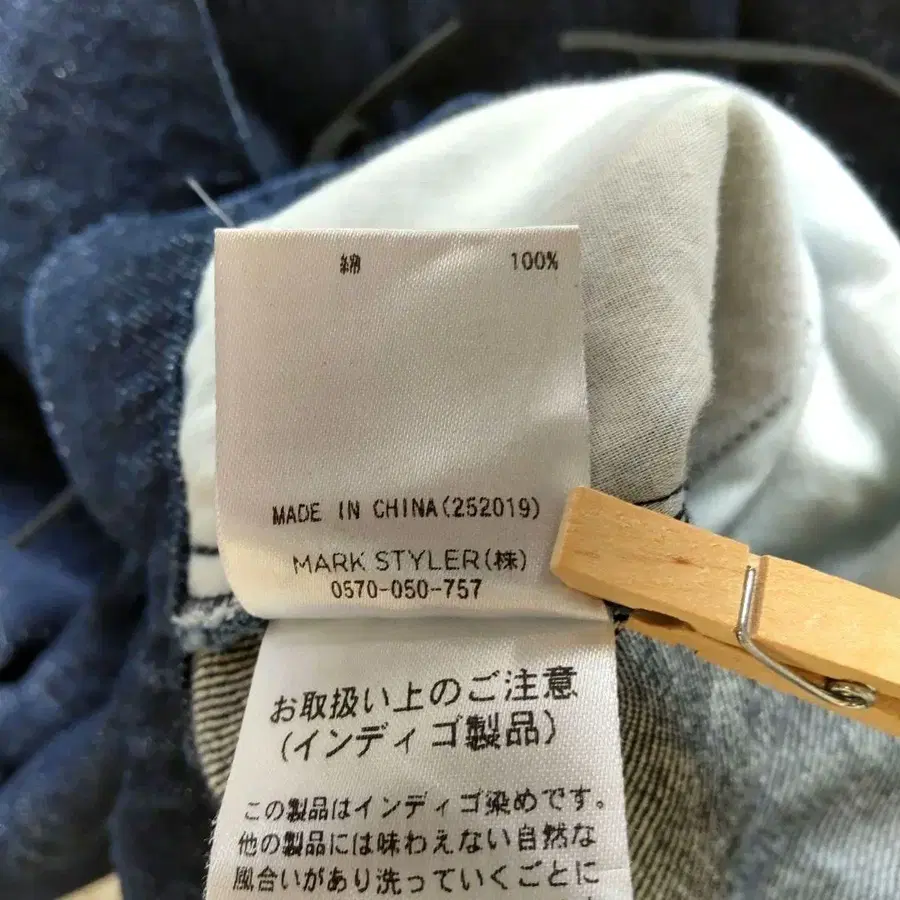 綿 100%
MADE IN CHINA(252019)
MARK STYLER(株)
0570-050-757
お取扱い上のご注意
(インディゴ製品)
この製品はインディゴ染めです。
他の製品には味わえない自然な
風合いがあり洗っていくごとに